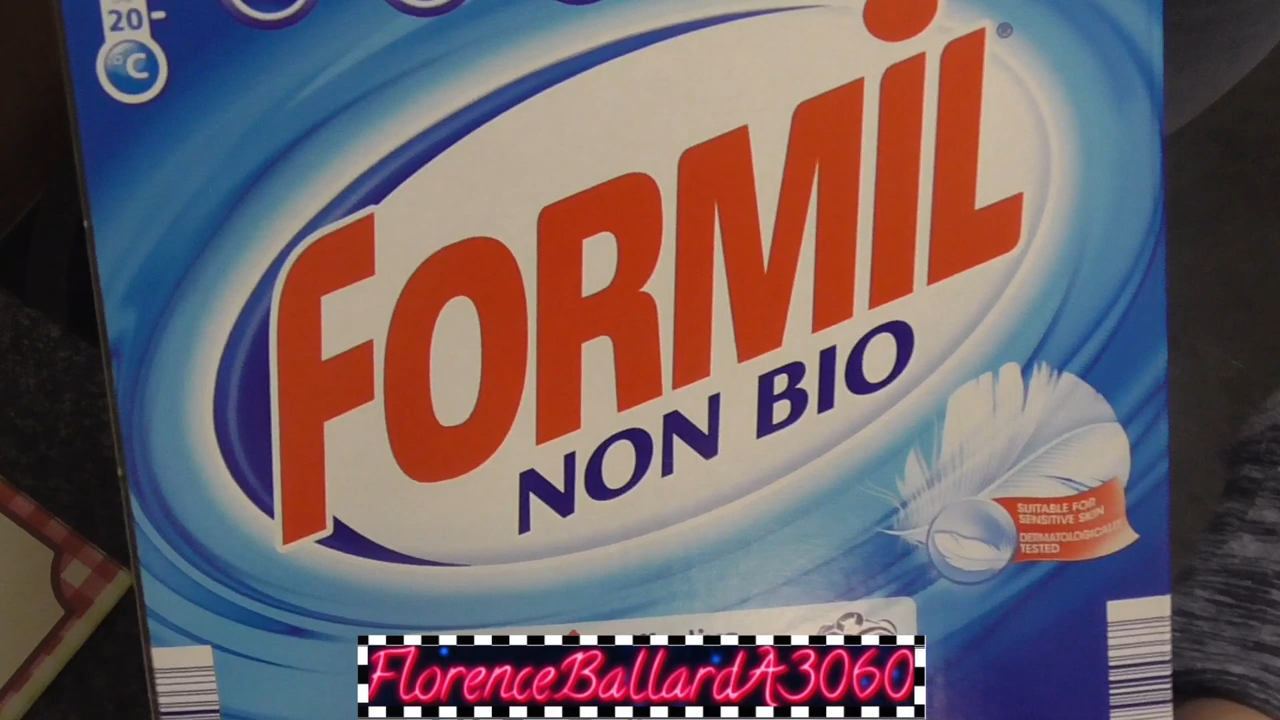 20
°C
FORMiL®
NON BIO
SUITABLE FOR
SENSITIVE SKIN
DERMATOLOGICALLY
TESTED
FlorenceBallardA3060